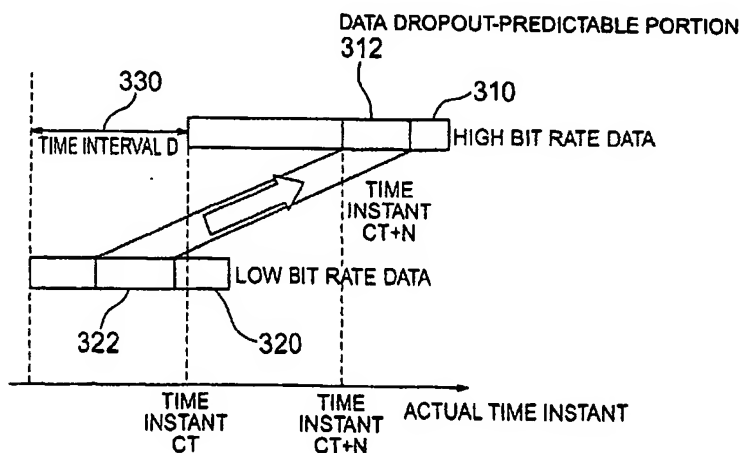 DATA DROPOUT-PREDICTABLE PORTION
330
312
310
TIME INTERVAL D
HIGH BIT RATE DATA
TIME
INSTANT
CT+N
LOW BIT RATE DATA
322
320
TIME
INSTANT
CT
TIME
INSTANT
CT+N
ACTUAL TIME INSTANT